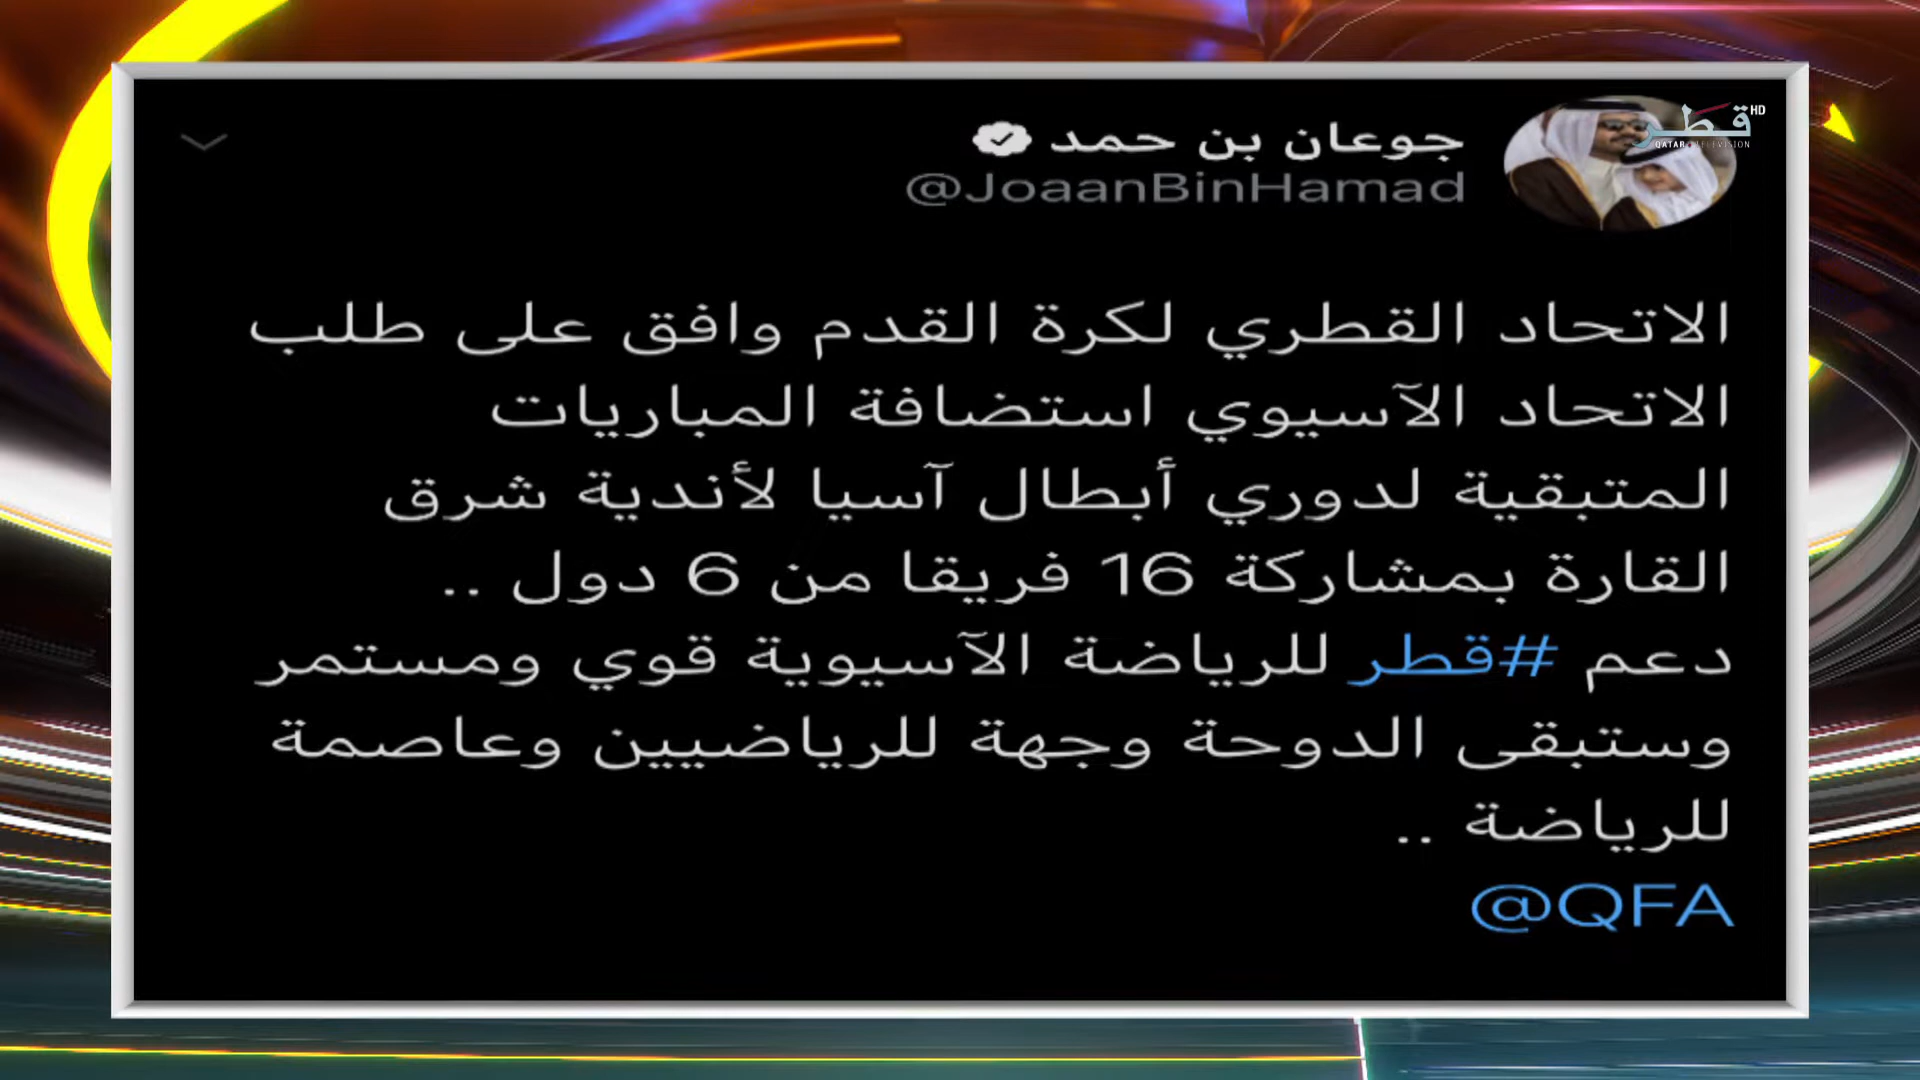 جوعان بن حمد
@JoaanBinHamad
قطر HD
QATAR TELEVISION
الاتحاد القطري لكرة القدم وافق على طلب
الاتحاد الآسيوي استضافة المباريات
المتبقية لدوري أبطال آسيا لأندية شرق
القارة بمشاركة 16 فريقا من 6 دول ..
دعم #قطر للرياضة الآسيوية قوي ومستمر
وستبقى الدوحة وجهة للرياضيين وعاصمة
للرياضة ..
@QFA